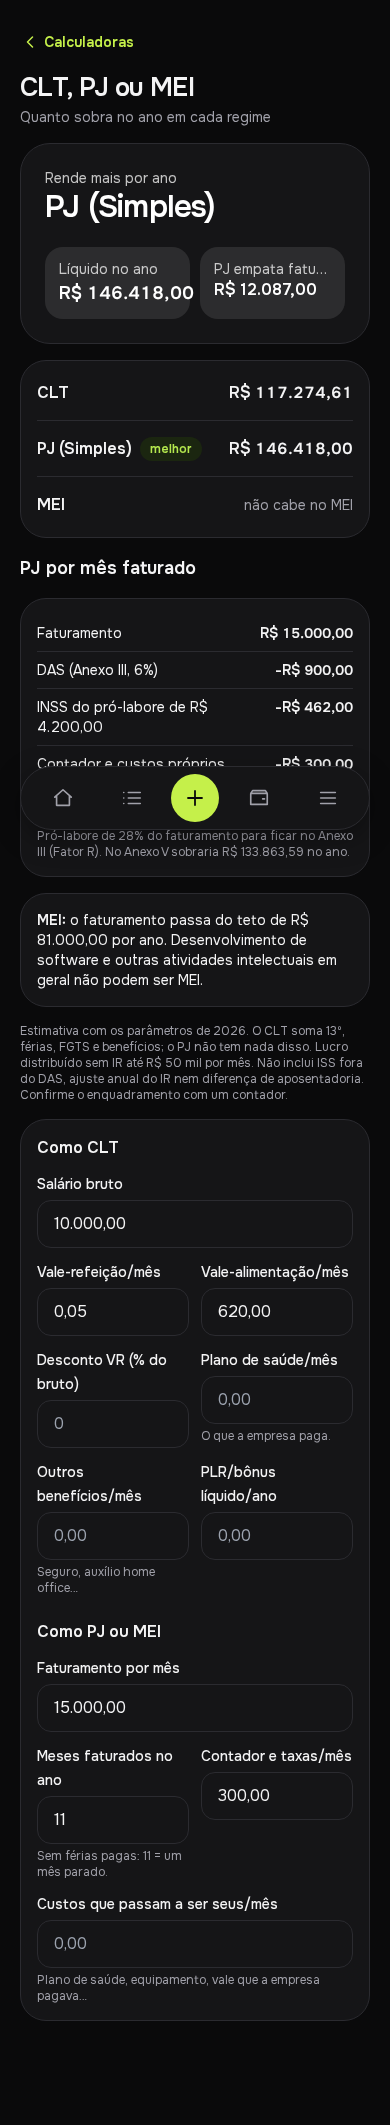 Calculadoras
CLT, PJ ou MEI
Quanto sobra no ano em cada regime
Rende mais por ano
PJ (Simples)
Líquido no ano
R$ 146.418,00
PJ empata fatu...
R$ 12.087,00
CLT
R$ 117.274,61
PJ (Simples) melhor
R$ 146.418,00
MEI
não cabe no MEI
PJ por mês faturado
Faturamento
R$ 15.000,00
DAS (Anexo III, 6%)
-R$ 900,00
INSS do pró-labore de R$
4.200,00
-R$ 462,00
Contador e custos próprios
-R$ 300,00
Pró-labore de 28% do faturamento para ficar no Anexo
III (Fator R). No Anexo V sobraria R$ 133.863,59 no ano.
MEI: o faturamento passa do teto de R$
81.000,00 por ano. Desenvolvimento de
software e outras atividades intelectuais em
geral não podem ser MEI.
Estimativa com os parâmetros de 2026. O CLT soma 13º,
férias, FGTS e benefícios; o PJ não tem nada disso. Lucro
distribuído sem IR até R$ 50 mil por mês. Não inclui ISS fora
do DAS, ajuste anual do IR nem diferença de aposentadoria.
Confirme o enquadramento com um contador.
Como CLT
Salário bruto
10.000,00
Vale-refeição/mês
0,05
Vale-alimentação/mês
620,00
Desconto VR (% do
bruto)
0
Plano de saúde/mês
0,00
O que a empresa paga.
Outros
benefícios/mês
0,00
Seguro, auxílio home
office...
PLR/bônus
líquido/ano
0,00
Como PJ ou MEI
Faturamento por mês
15.000,00
Meses faturados no
ano
11
Sem férias pagas: 11 = um
mês parado.
Contador e taxas/mês
300,00
Custos que passam a ser seus/mês
0,00
Plano de saúde, equipamento, vale que a empresa
pagava...